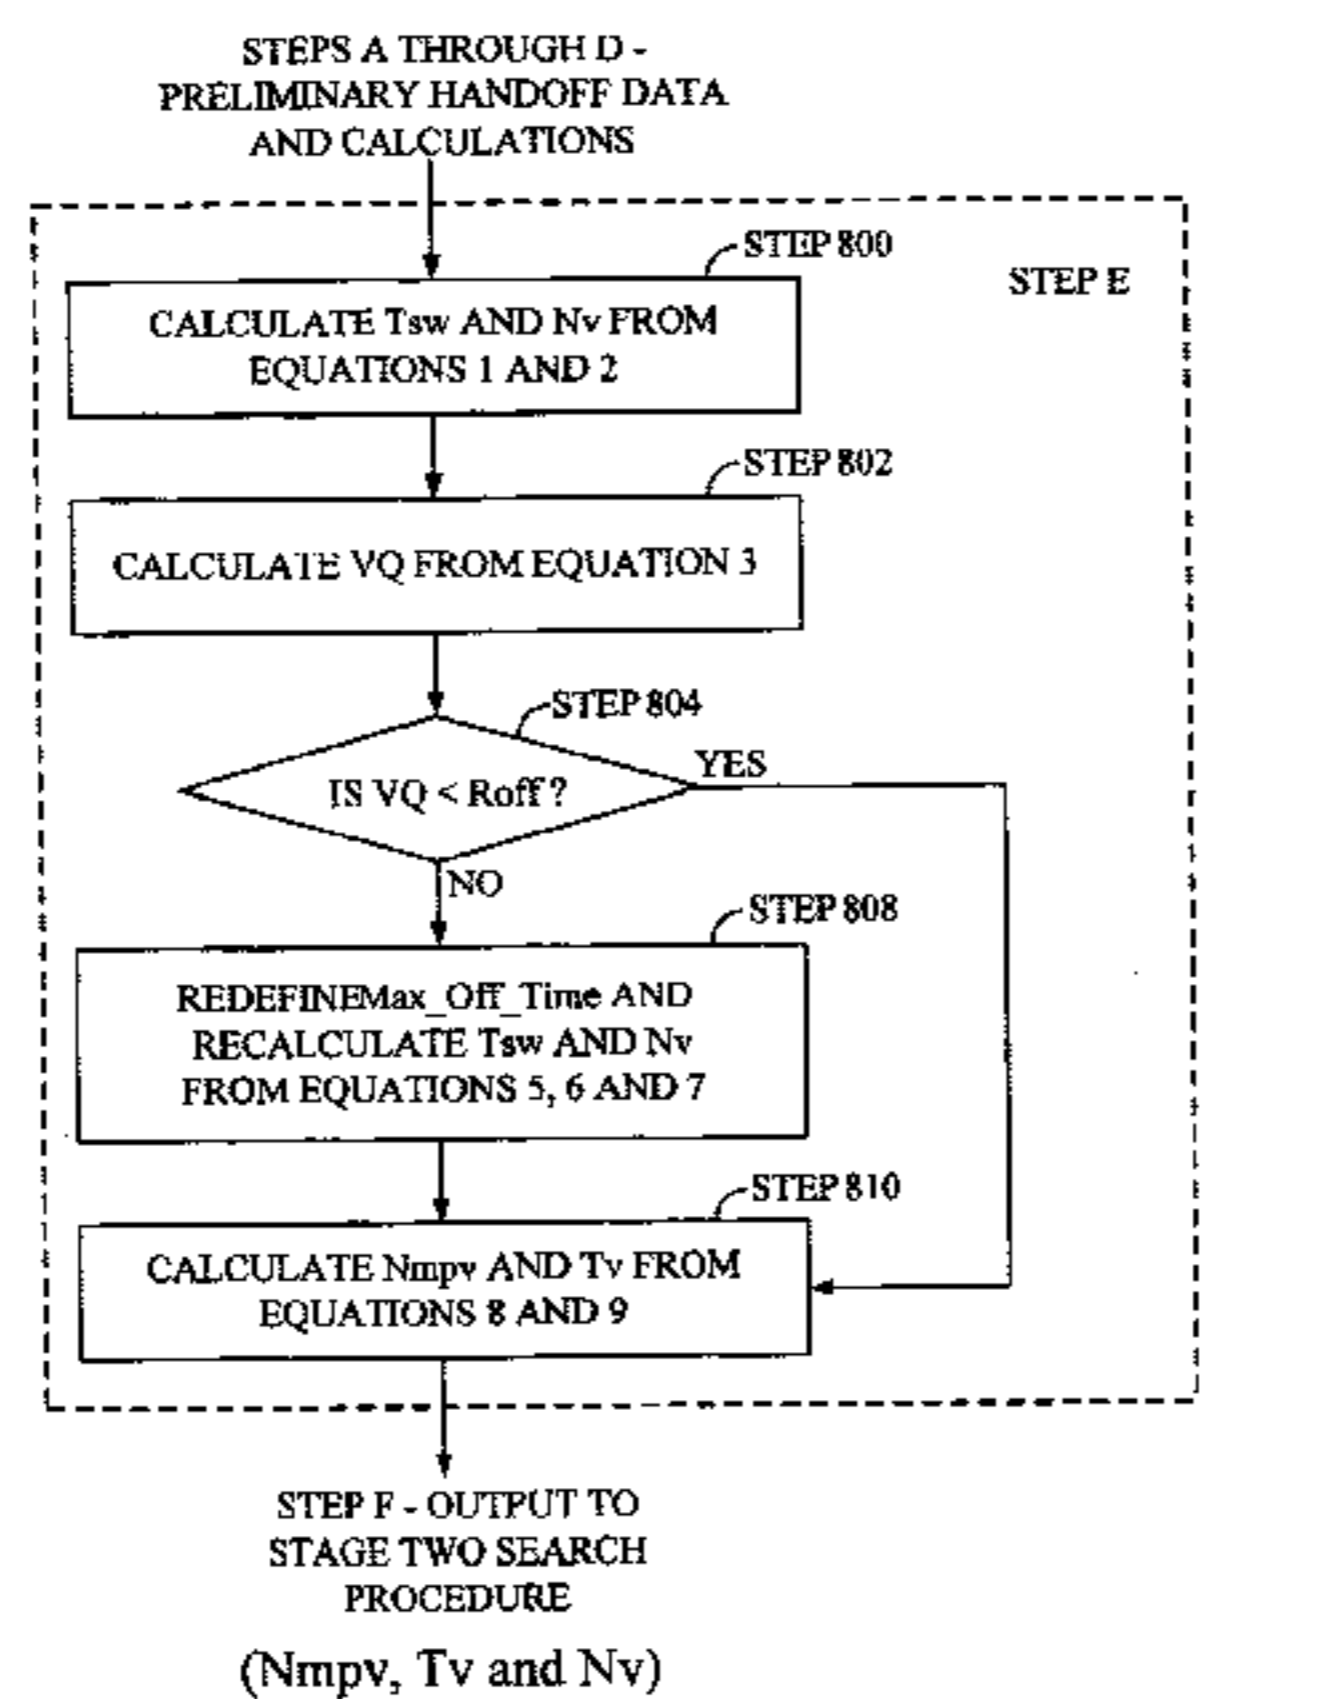 STEPS A THROUGH D -
PRELIMINARY HANDOFF DATA
AND CALCULATIONS
STEP 800
STEP E
CALCULATE Tsw AND Nv FROM
EQUATIONS 1 AND 2
STEP 802
CALCULATE VQ FROM EQUATION 3
STEP 804
YES
IS VQ < Roff ?
NO
STEP 808
REDEFINEMax_Off_Time AND
RECALCULATE Tsw AND Nv
FROM EQUATIONS 5, 6 AND 7
STEP 810
CALCULATE Nmpv AND Tv FROM
EQUATIONS 8 AND 9
STEP F - OUTPUT TO
STAGE TWO SEARCH
PROCEDURE
(Nmpv, Tv and Nv)